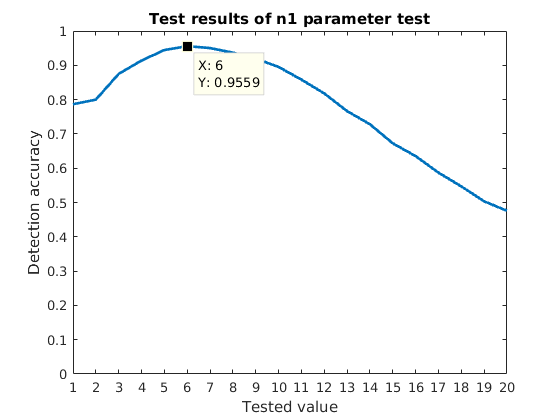 Test results of n1 parameter test
1
0.9
0.8
0.7
0.6
0.5
0.4
0.3
0.2
0.1
0
Detection accuracy
X: 6
Y: 0.9559
1 2 3 4 5 6 7 8 9 10 11 12 13 14 15 16 17 18 19 20
Tested value